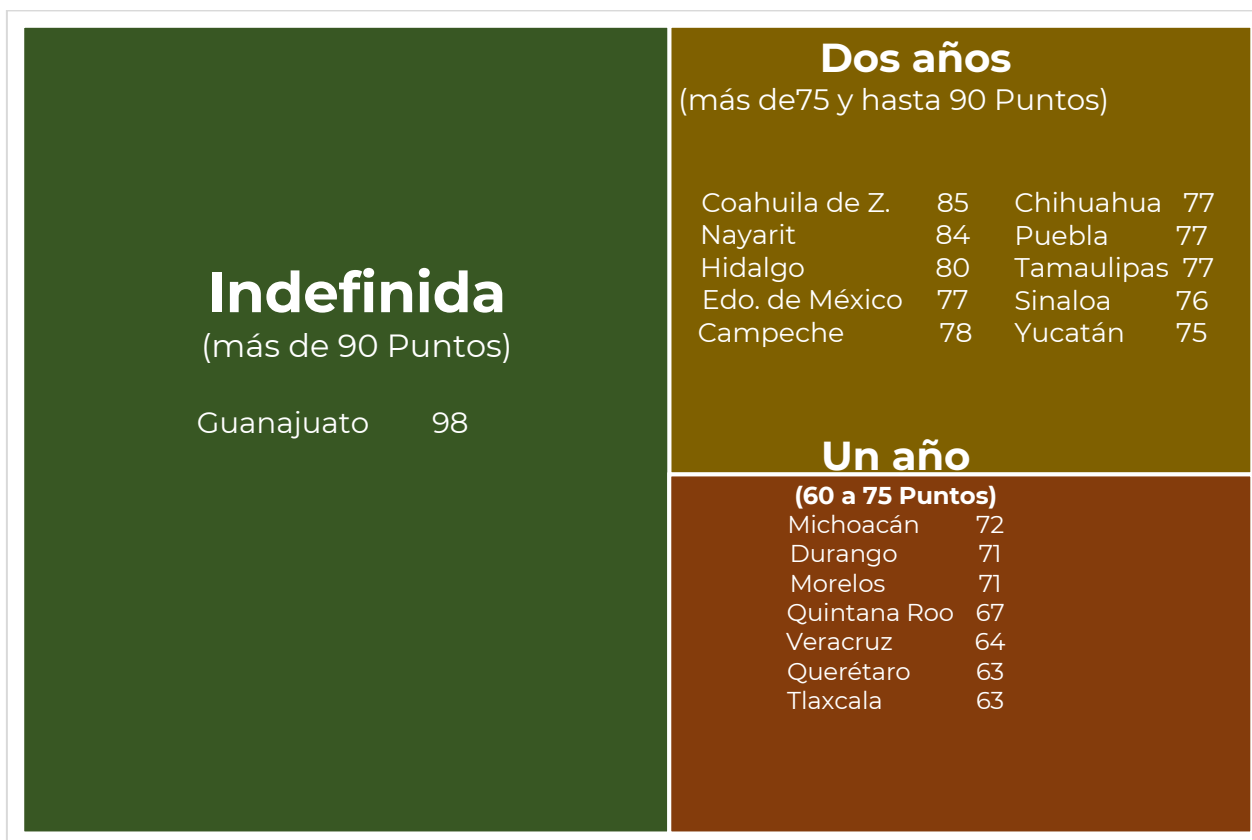 Indefinida
(más de 90 Puntos)
Guanajuato 98
Dos años
(más de75 y hasta 90 Puntos)
Coahuila de Z. 85 Chihuahua 77
Nayarit 84 Puebla 77
Hidalgo 80 Tamaulipas 77
Edo. de México 77 Sinaloa 76
Campeche 78 Yucatán 75
Un año
(60 a 75 Puntos)
Michoacán 72
Durango 71
Morelos 71
Quintana Roo 67
Veracruz 64
Querétaro 63
Tlaxcala 63